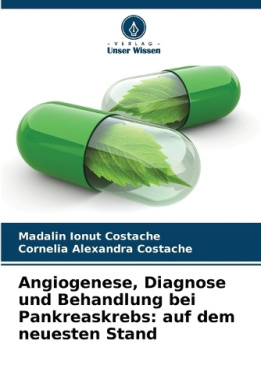 VERLAG
Unser Wissen
Madalin Ionut Costache
Cornelia Alexandra Costache
Angiogenese, Diagnose
und Behandlung bei
Pankreaskrebs: auf dem
neuesten Stand